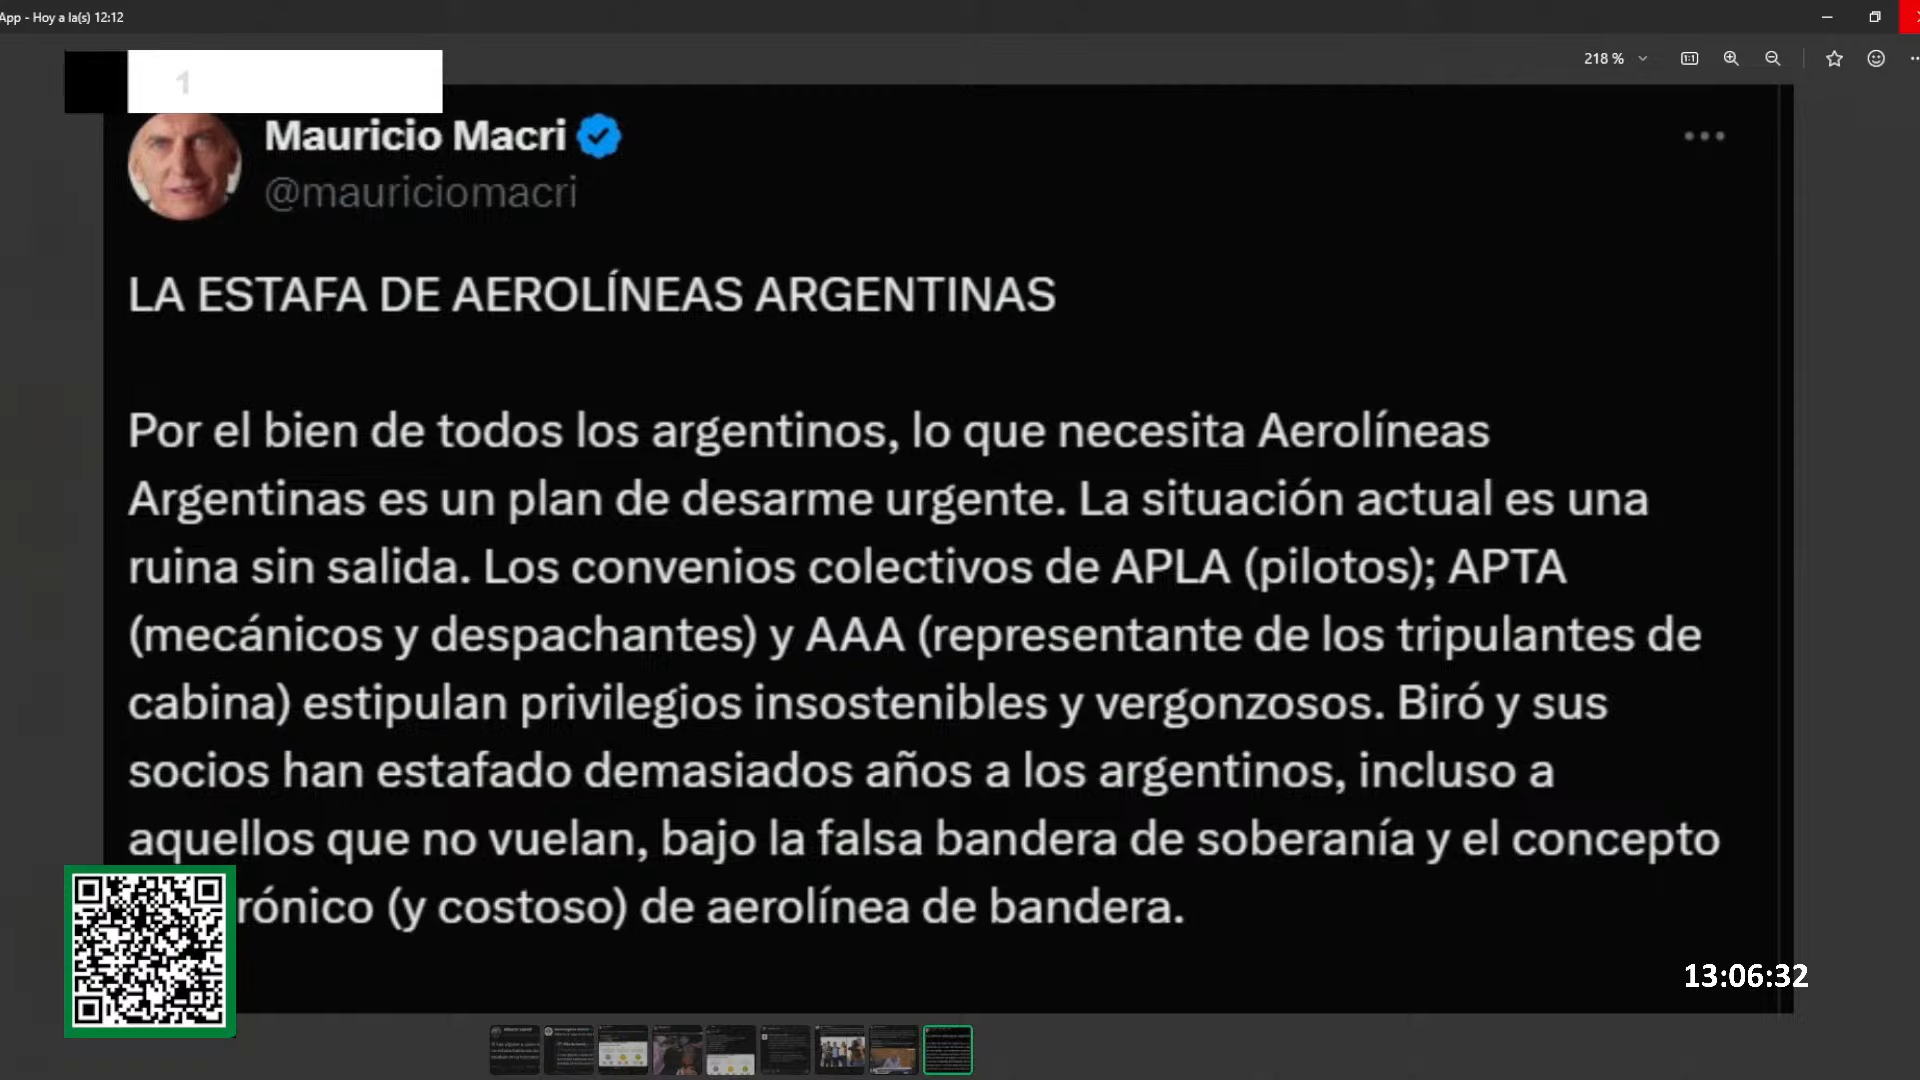 App - Hoy a la(s) 12:12
218 %
1
Mauricio Macri
@mauriciomacri
LA ESTAFA DE AEROLÍNEAS ARGENTINAS
Por el bien de todos los argentinos, lo que necesita Aerolíneas
Argentinas es un plan de desarme urgente. La situación actual es una
ruina sin salida. Los convenios colectivos de APLA (pilotos); APTA
(mecánicos y despachantes) y AAA (representante de los tripulantes de
cabina) estipulan privilegios insostenibles y vergonzosos. Biró y sus
socios han estafado demasiados años a los argentinos, incluso a
aquellos que no vuelan, bajo la falsa bandera de soberanía y el concepto
rónico (y costoso) de aerolínea de bandera.
13:06:32